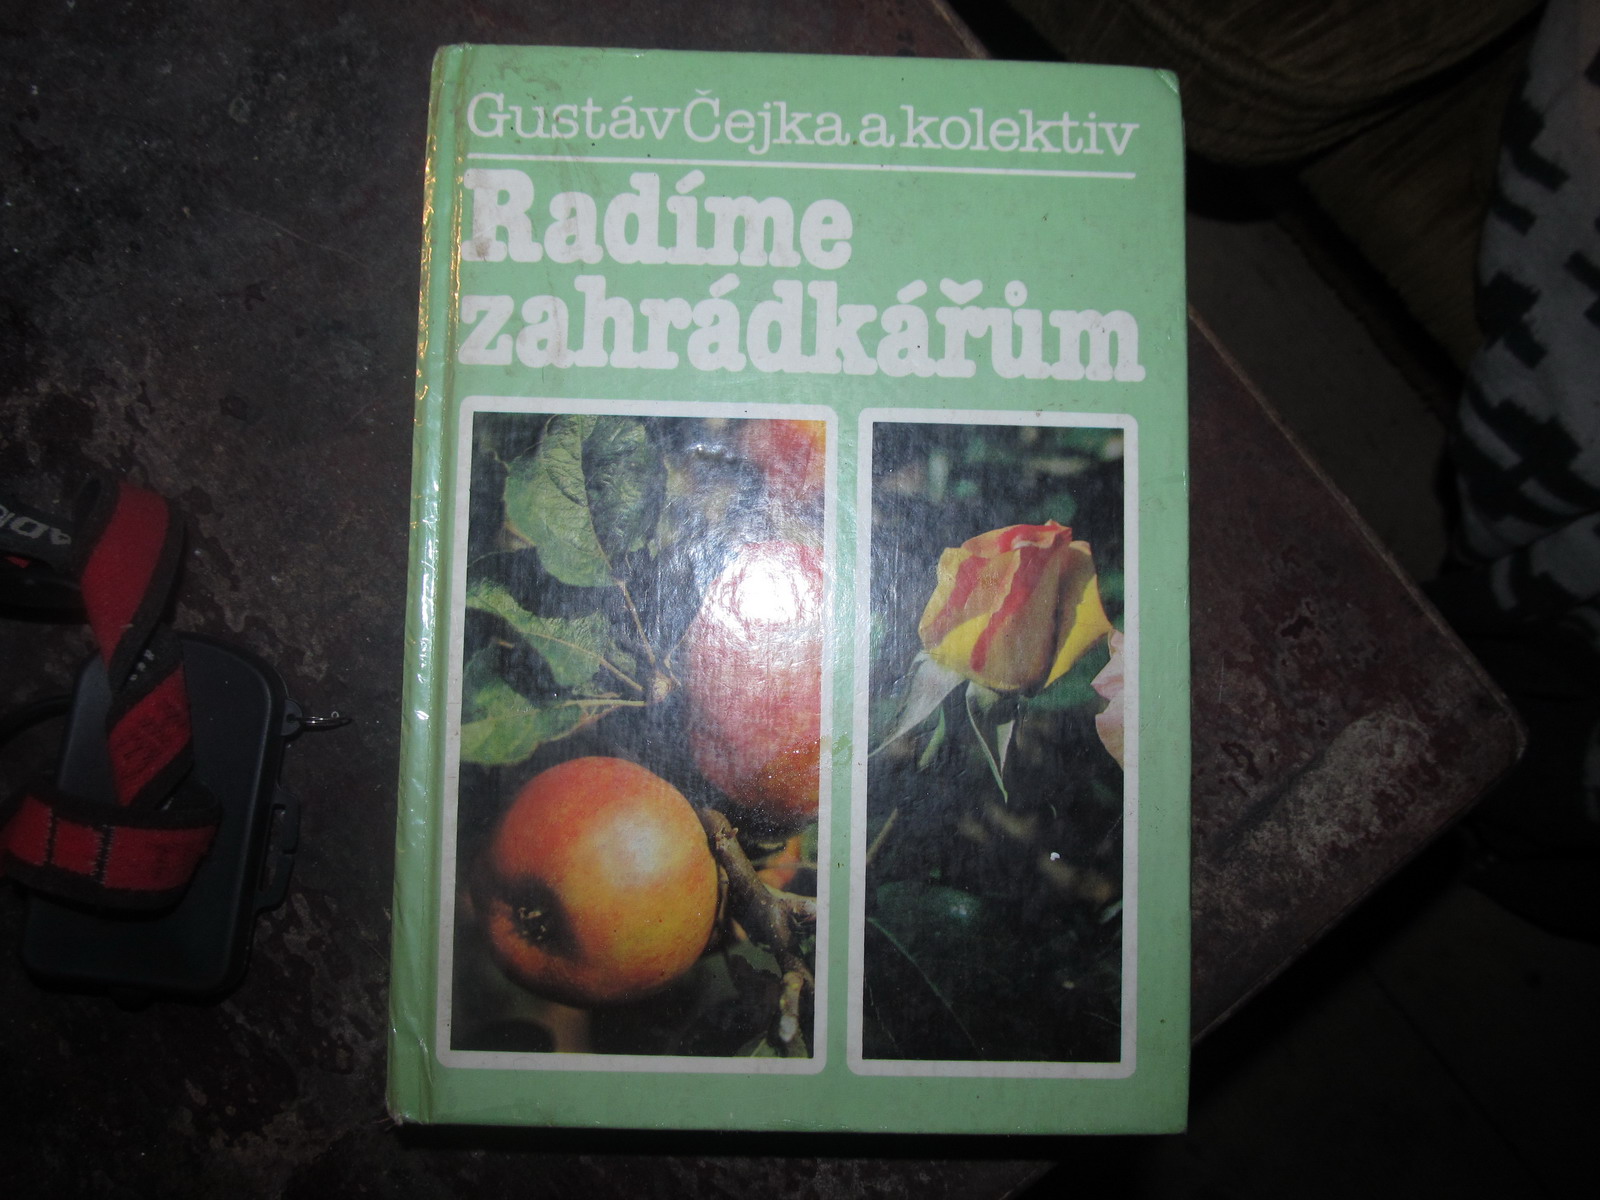 Gustáv Čejka a kolektiv
Radíme
zahrádkářům